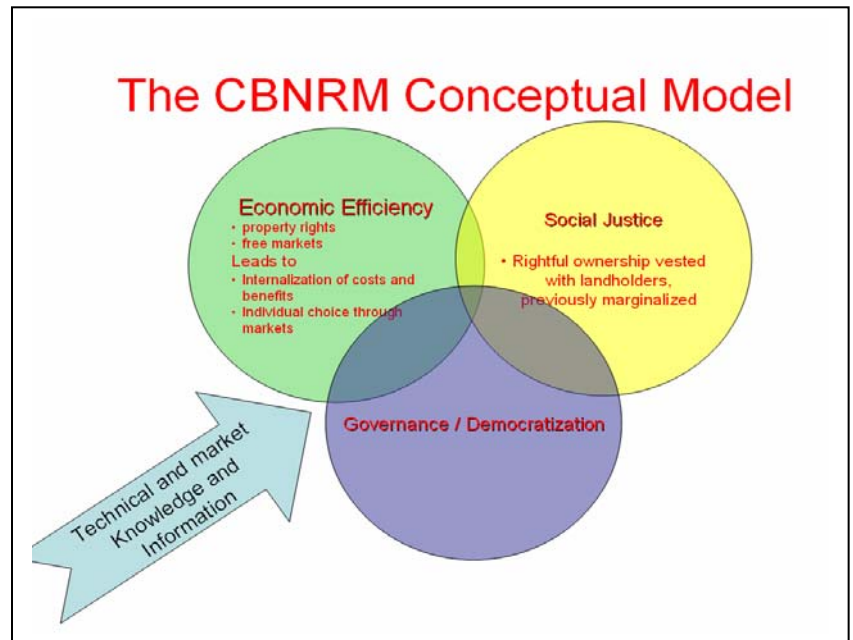 The CBNRM Conceptual Model
Economic Efficiency
• property rights
• free markets
Leads to
• Internalization of costs and
benefits
• Individual choice through
markets
Social Justice
• Rightful ownership vested
with landholders,
previously marginalized
Governance / Democratization
Technical and market
Knowledge and
Information